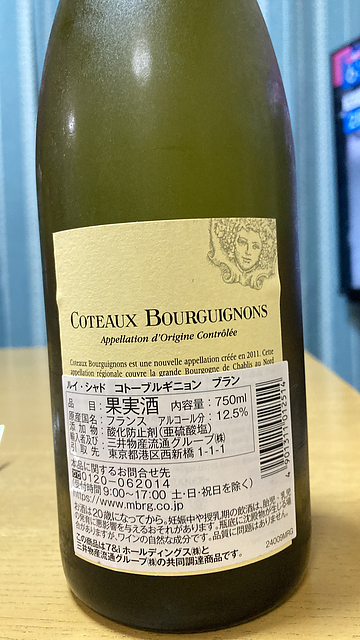 COTEAUX BOURGUIGNONS
Appellation d'Origine Contrôlée
Coteaux Bourguignons est une nouvelle appellation créée en 2011. Cette
appellation régionale couvre la grande Bourgogne de Chablis au Nord
ルイ・シャド コトーブルギニョン ブラン
品目：果実酒 内容量：750ml
原産国名：フランス アルコール分：12.5%
添加物：酸化防止剤(亜硫酸塩)
輸入者及び：三井物産流通グループ㈱
引取先 東京都港区西新橋 1-1-1
本品に関するお問合せ先
0120-062014
(受付時間 9:00～17:00 土・日・祝日を除く)
https://www.mbrg.co.jp
お酒は20歳になってから。妊娠中や授乳期の飲酒は、胎児・乳児
の発育に悪影響を与えるおそれがあります。瓶底に沈殿物が生じる場
合がありますが、ワインの自然な成分です。品質に問題はありません。
この商品は7&i ホールディングス㈱と
三井物産流通グループ㈱の共同調達商品です。
24009MRG